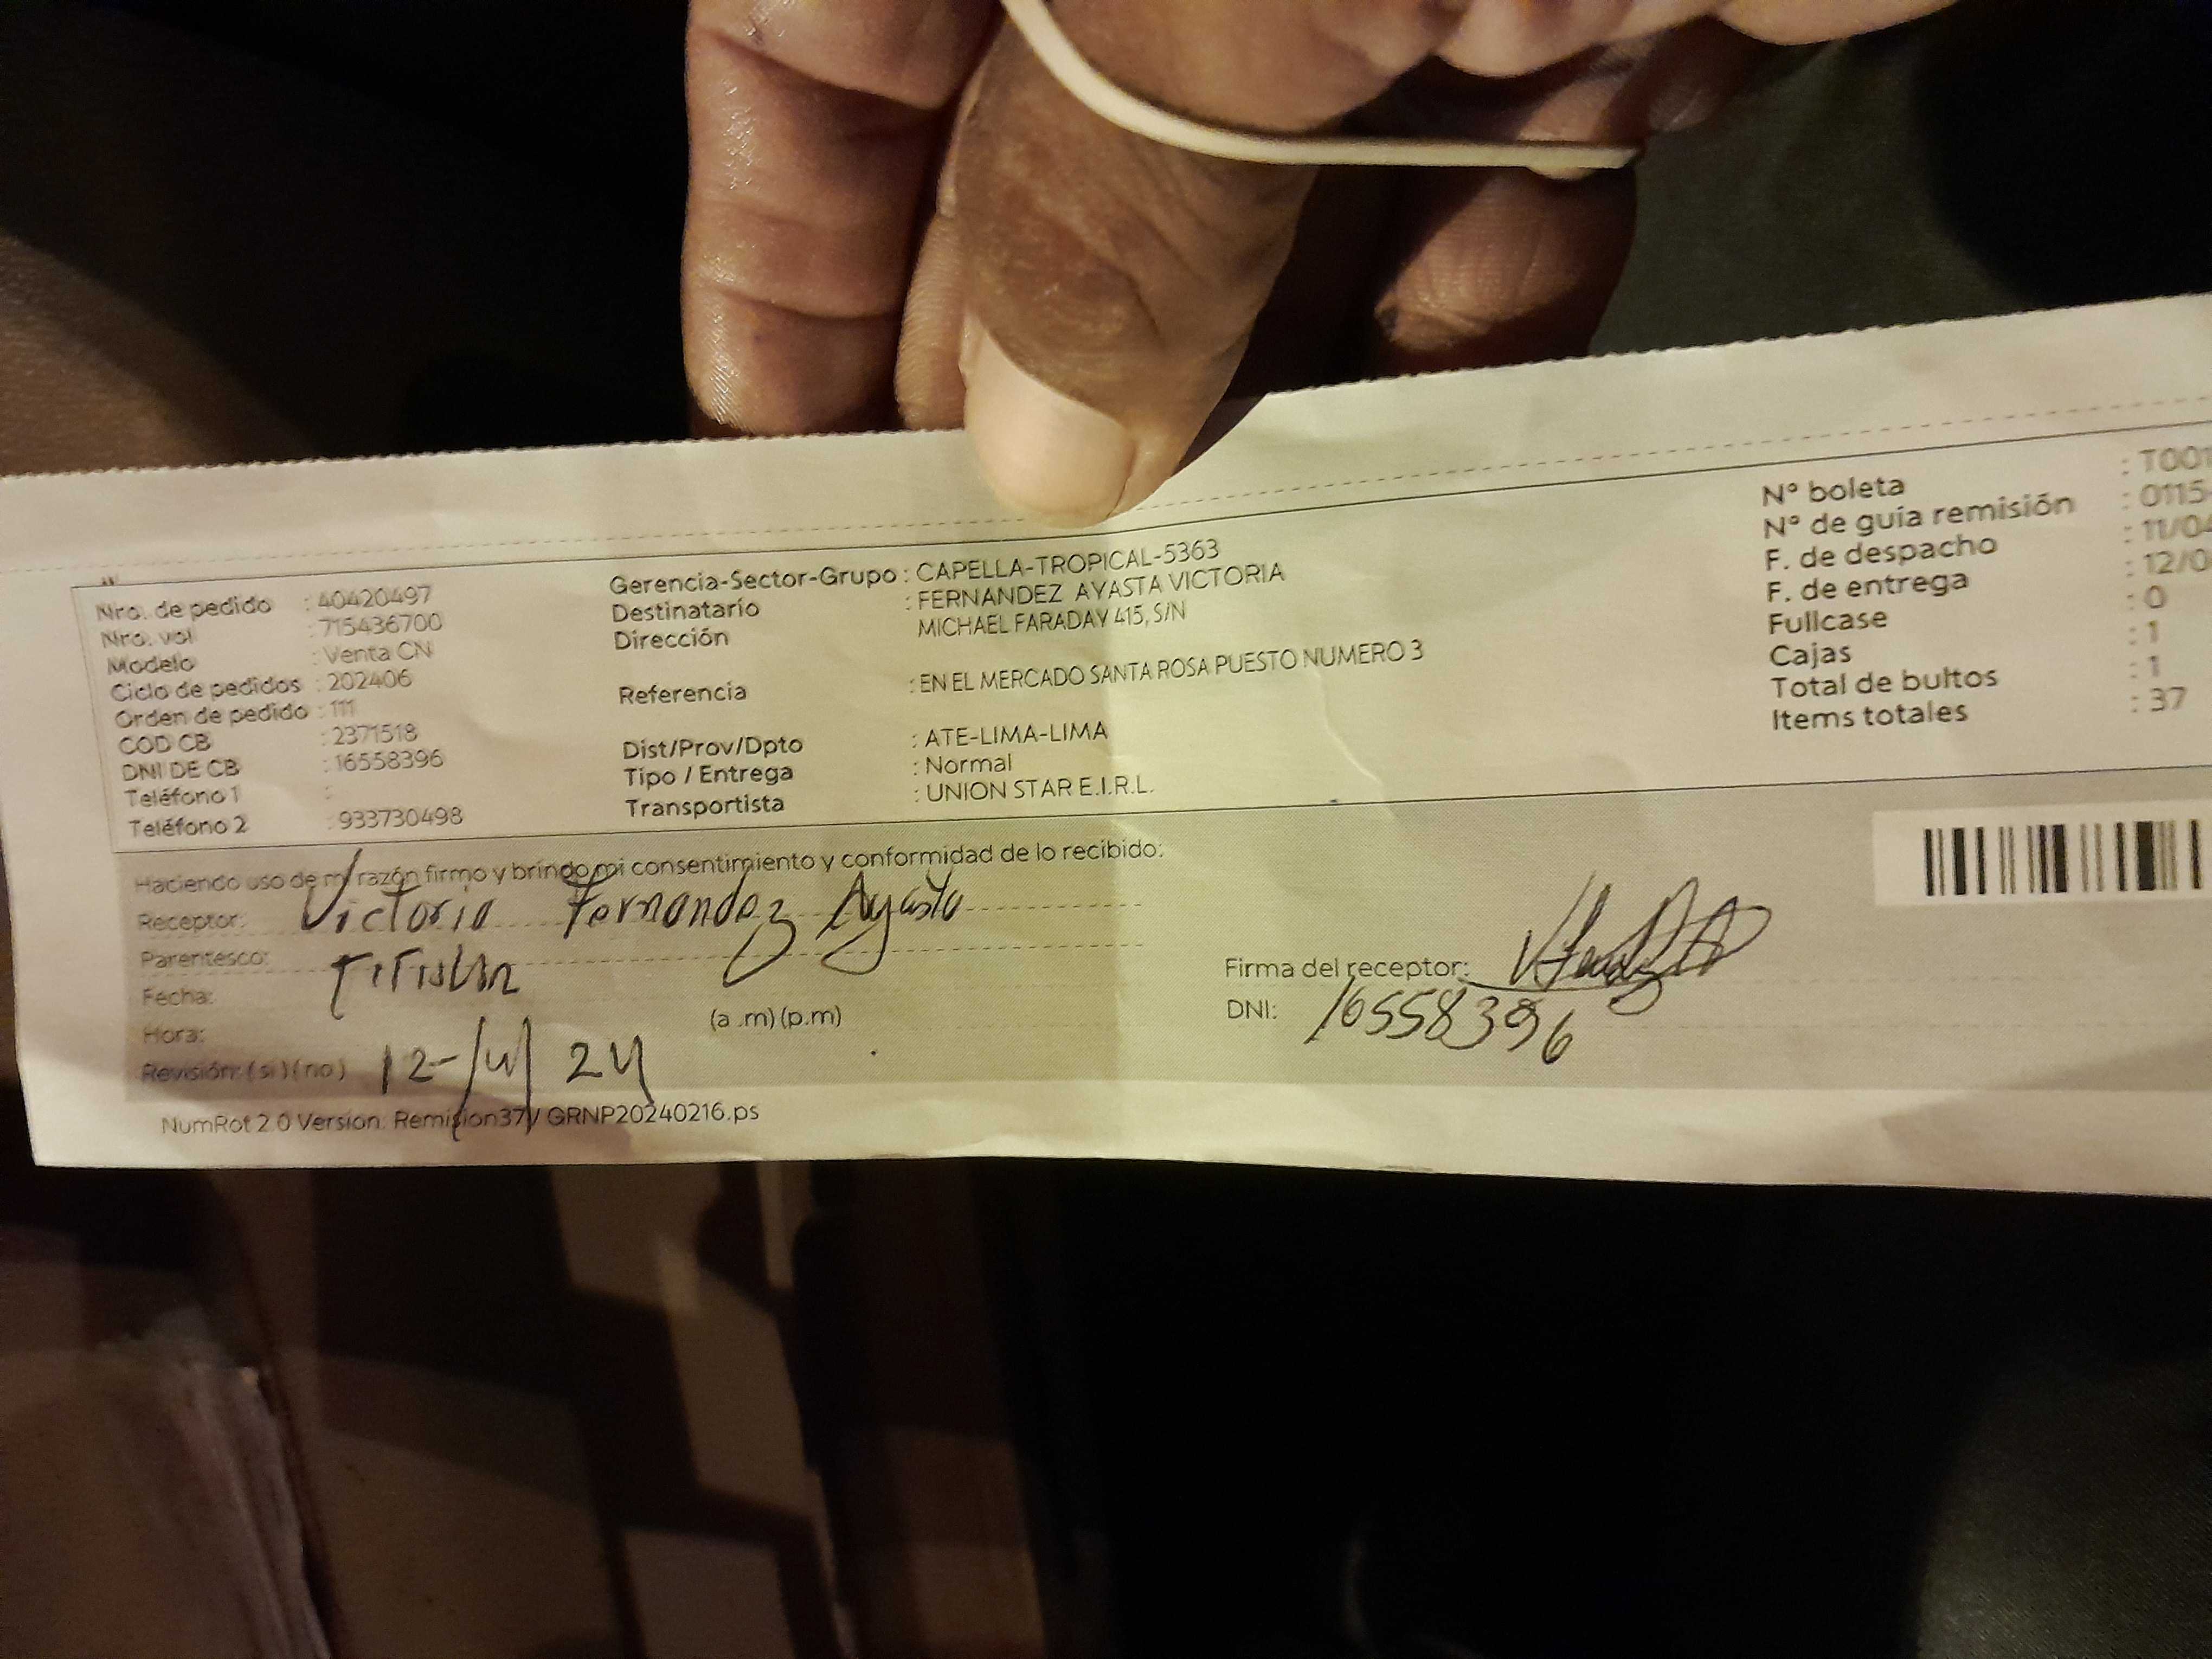 Nro. de pedido : 40420497
Nro. vol : 715436700
Modelo : Venta CN
Ciclo de pedidos : 202406
Orden de pedido : 111
COD CB : 2371518
DNI DE CB : 16558396
Teléfono 1 :
Teléfono 2 : 933730498
Gerencia-Sector-Grupo : CAPELLA-TROPICAL-5363
Destinatario : FERNANDEZ AYASTA VICTORIA
Dirección MICHAEL FARADAY 415, S/N
Referencia : EN EL MERCADO SANTA ROSA PUESTO NUMERO 3
Dist/Prov/Dpto : ATE-LIMA-LIMA
Tipo / Entrega : Normal
Transportista : UNION STAR E.I.R.L.
N° boleta : T001
N° de guia remisión : 0115-
F. de despacho : 11/04
F. de entrega : 12/0
Fullcase : 0
Cajas : 1
Total de bultos : 1
Items totales : 37
Haciendo uso de mi razón firmo y brindo mi consentimiento y conformidad de lo recibido:
Receptor: Victoria Fernandez Ayasta
Parentesco: Titular
Fecha:
Hora: (a .m) (p.m)
Revisión: ( si ) ( no ) 12-/4/ 24
Firma del receptor:
DNI: 16558396
NumRot 2.0 Version: Remision37 / GRNP20240216.ps